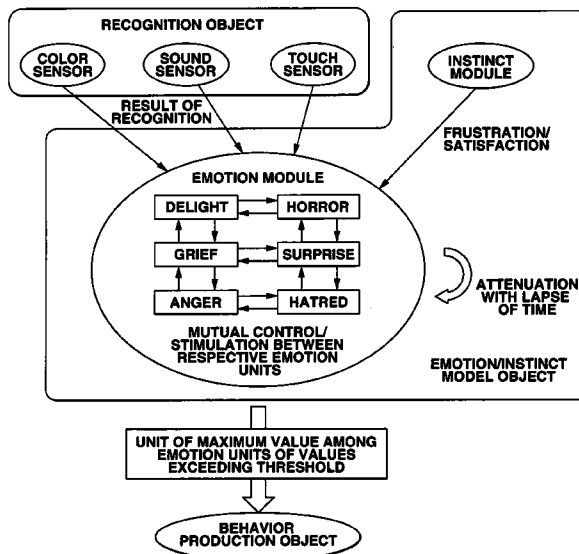 RECOGNITION OBJECT
COLOR
SENSOR
SOUND
SENSOR
TOUCH
SENSOR
INSTINCT
MODULE
RESULT OF
RECOGNITION
FRUSTRATION/
SATISFACTION
EMOTION MODULE
DELIGHT
HORROR
GRIEF
SURPRISE
ANGER
HATRED
MUTUAL CONTROL/
STIMULATION BETWEEN
RESPECTIVE EMOTION
UNITS
ATTENUATION
WITH LAPSE
OF TIME
EMOTION/INSTINCT
MODEL OBJECT
UNIT OF MAXIMUM VALUE AMONG
EMOTION UNITS OF VALUES
EXCEEDING THRESHOLD
BEHAVIOR
PRODUCTION OBJECT